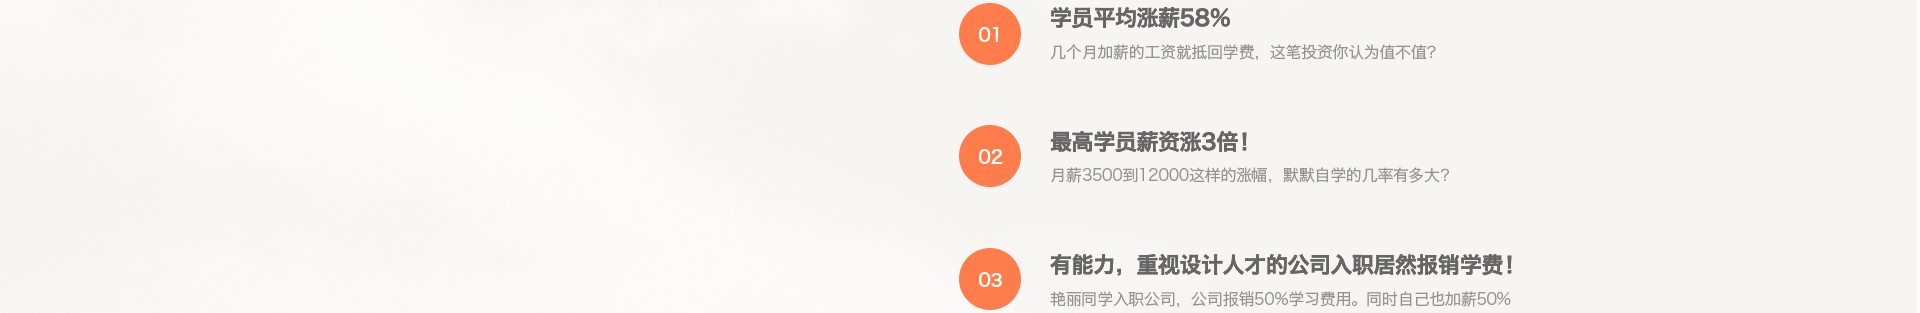 01
学员平均涨薪58%
几个月加薪的工资就抵回学费，这笔投资你认为值不值？
02
最高学员薪资涨3倍！
月薪3500到12000这样的涨幅，默默自学的几率有多大？
03
有能力，重视设计人才的公司入职居然报销学费！
艳丽同学入职公司，公司报销50%学习费用。同时自己也加薪50%